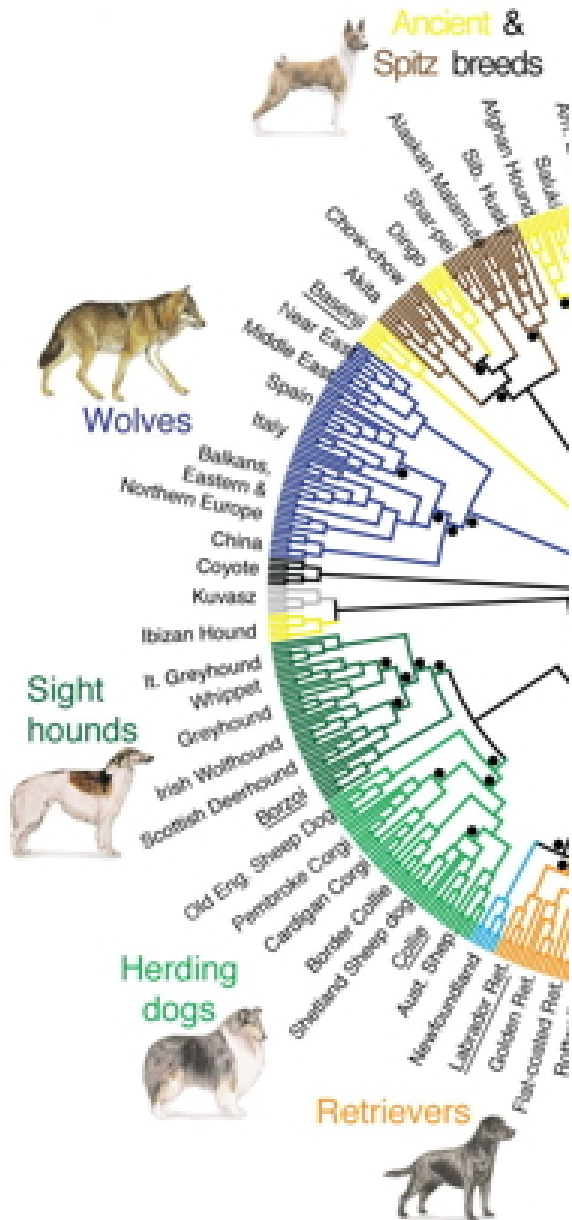 Ancient &
Spitz breeds
Saluki
Afghan Hound
Sib. Husky
Alaskan Malamute
Shar-pei
Dingo
Chow-chow
Akita
Basenji
Near East
Middle East
Wolves
Spain
Italy
Balkans,
Eastern &
Northern Europe
China
Coyote
Kuvasz
Ibizan Hound
Sight
hounds
It. Greyhound
Whippet
Greyhound
Irish Wolfhound
Scottish Deerhound
Borzoi
Old Eng. Sheep Dog
Pembroke Corgi
Cardigan Corgi
Border Collie
Shetland Sheep dog
Collie
Aust. Shep.
Herding
dogs
Newfoundland
Labrador Ret.
Golden Ret.
Flat-coated Ret.
Retrievers